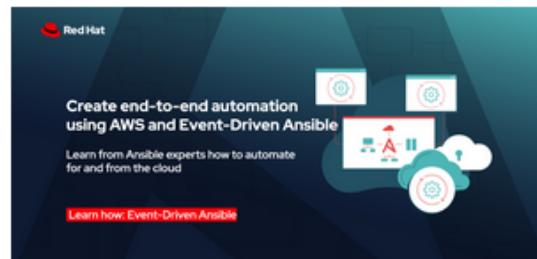 Red Hat
Create end-to-end automation
using AWS and Event-Driven Ansible
Learn from Ansible experts how to automate
for and from the cloud
Learn how: Event-Driven Ansible